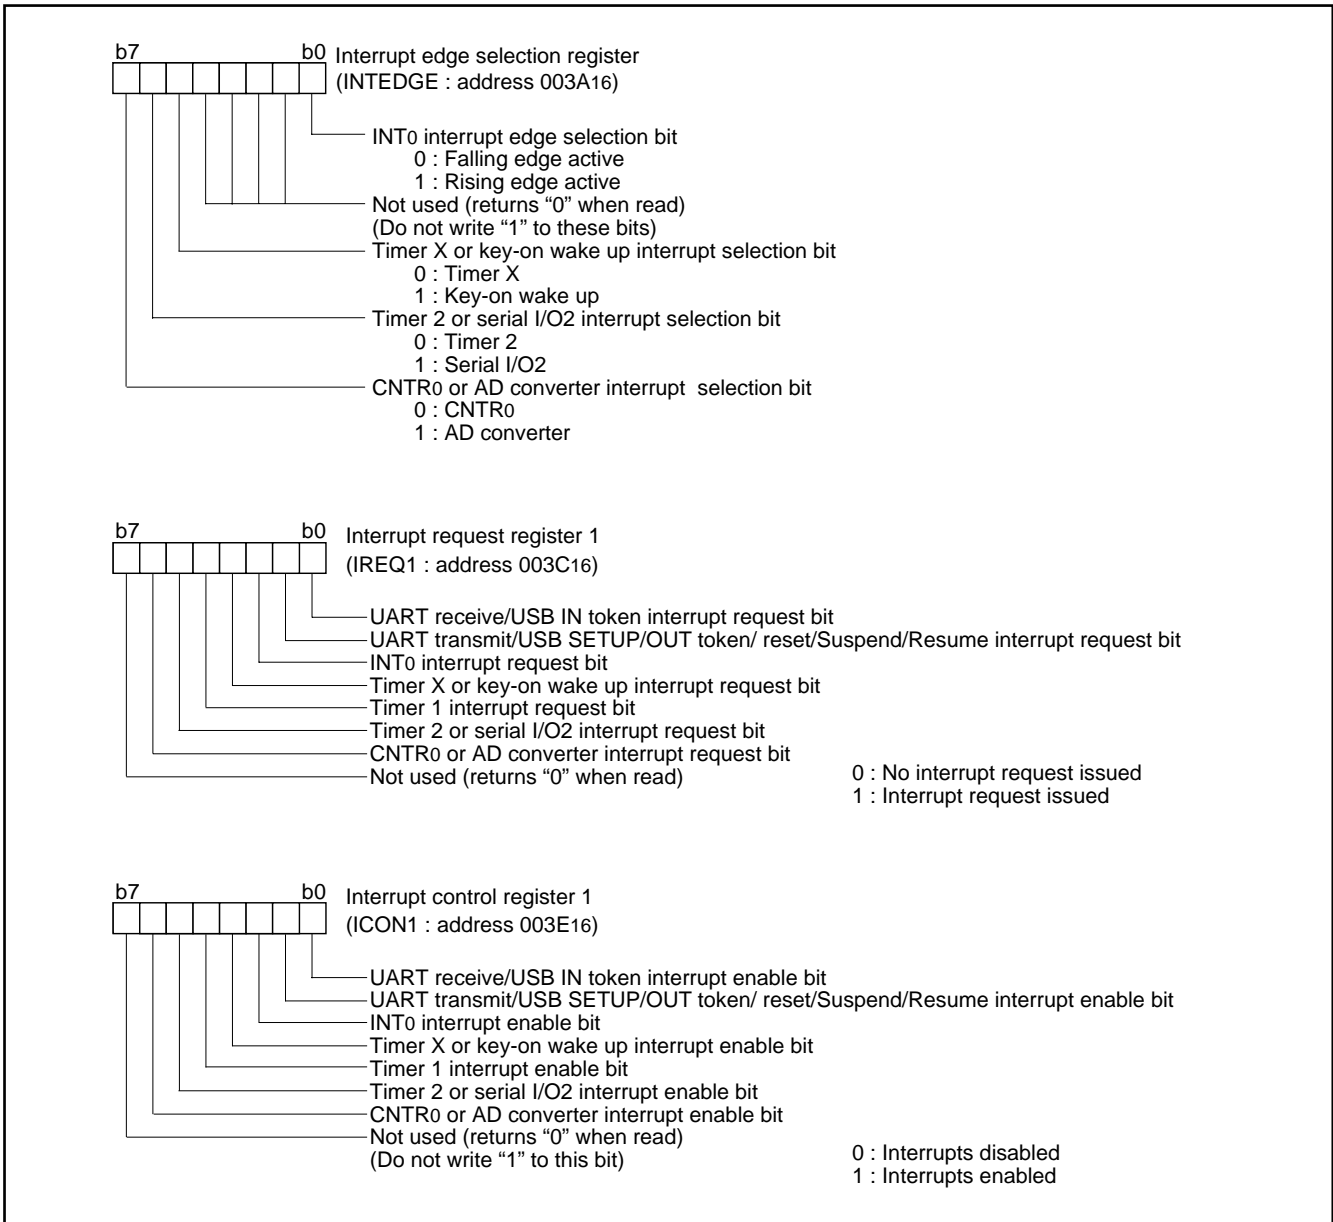 b7 b0 Interrupt edge selection register
(INTEDGE : address 003A16)
INT0 interrupt edge selection bit
0 : Falling edge active
1 : Rising edge active
Not used (returns “0” when read)
(Do not write “1” to these bits)
Timer X or key-on wake up interrupt selection bit
0 : Timer X
1 : Key-on wake up
Timer 2 or serial I/O2 interrupt selection bit
0 : Timer 2
1 : Serial I/O2
CNTR0 or AD converter interrupt selection bit
0 : CNTR0
1 : AD converter
b7 b0 Interrupt request register 1
(IREQ1 : address 003C16)
UART receive/USB IN token interrupt request bit
UART transmit/USB SETUP/OUT token/ reset/Suspend/Resume interrupt request bit
INT0 interrupt request bit
Timer X or key-on wake up interrupt request bit
Timer 1 interrupt request bit
Timer 2 or serial I/O2 interrupt request bit
CNTR0 or AD converter interrupt request bit
Not used (returns “0” when read)
0 : No interrupt request issued
1 : Interrupt request issued
b7 b0 Interrupt control register 1
(ICON1 : address 003E16)
UART receive/USB IN token interrupt enable bit
UART transmit/USB SETUP/OUT token/ reset/Suspend/Resume interrupt enable bit
INT0 interrupt enable bit
Timer X or key-on wake up interrupt enable bit
Timer 1 interrupt enable bit
Timer 2 or serial I/O2 interrupt enable bit
CNTR0 or AD converter interrupt enable bit
Not used (returns “0” when read)
(Do not write “1” to this bit)
0 : Interrupts disabled
1 : Interrupts enabled